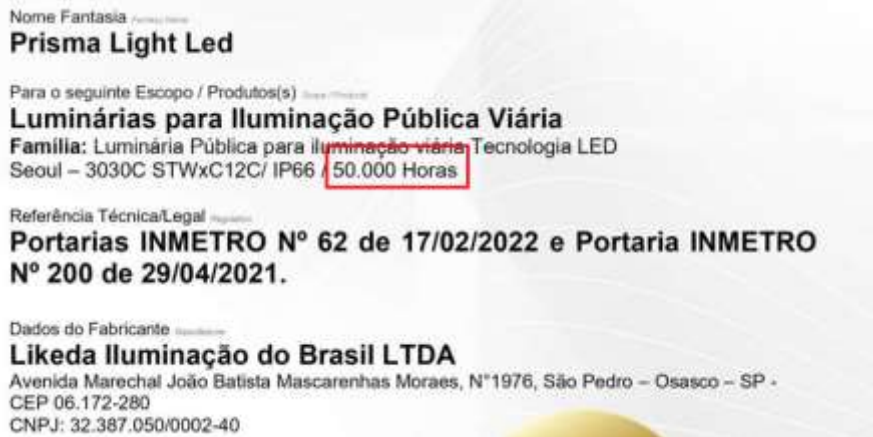 Nome Fantasia
Prisma Light Led
Para o seguinte Escopo / Produtos(s)
Luminárias para Iluminação Pública Viária
Família: Luminária Pública para iluminação viária Tecnologia LED
Seoul – 3030C STWxC12C/ IP66 / 50.000 Horas
Referência Técnica/Legal
Portarias INMETRO Nº 62 de 17/02/2022 e Portaria INMETRO
Nº 200 de 29/04/2021.
Dados do Fabricante
Likeda Iluminação do Brasil LTDA
Avenida Marechal João Batista Mascarenhas Moraes, N°1976, São Pedro – Osasco – SP -
CEP 06.172-280
CNPJ: 32.387.050/0002-40